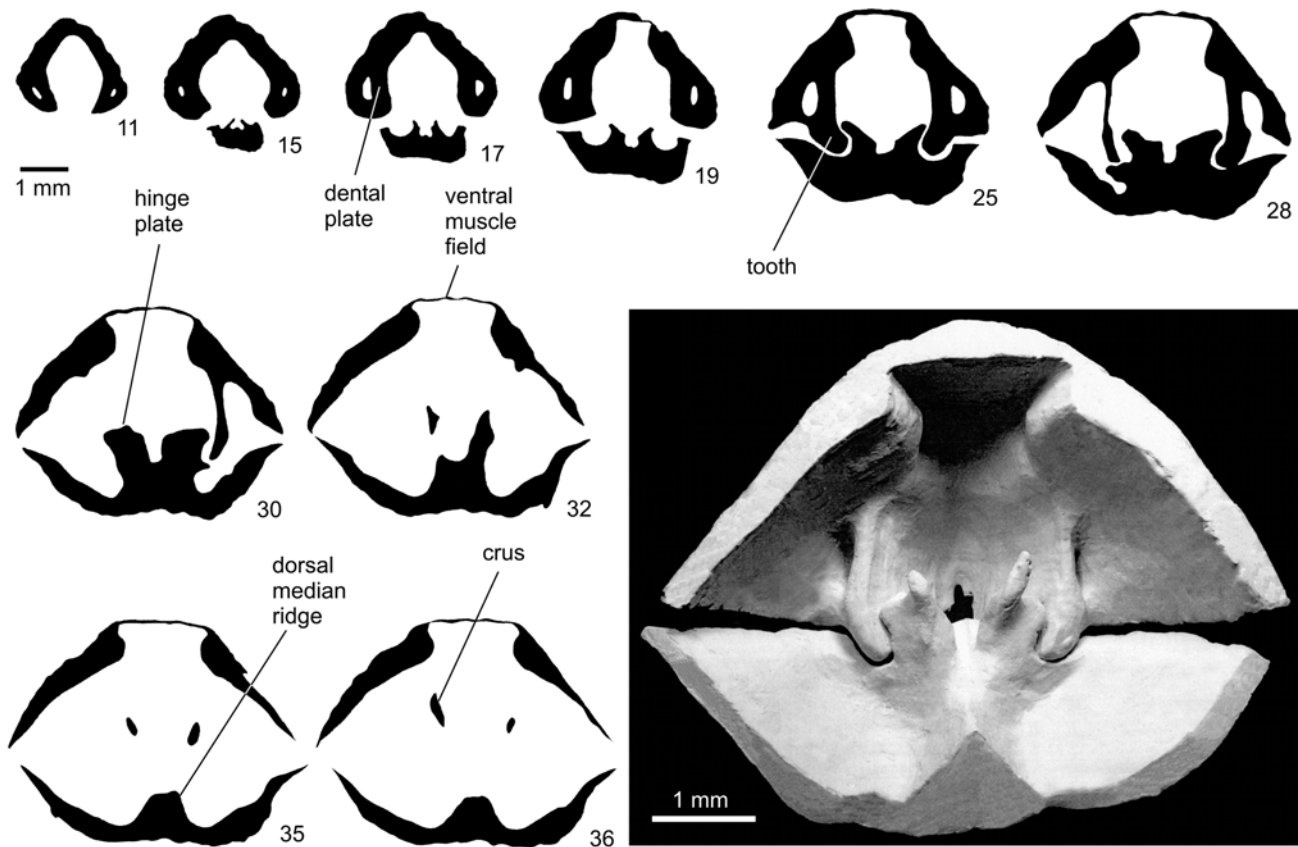 11
15
17
19
25
28
1 mm
dental
plate
tooth
hinge
plate
ventral
muscle
field
30
32
dorsal
median
ridge
crus
35
36
1 mm